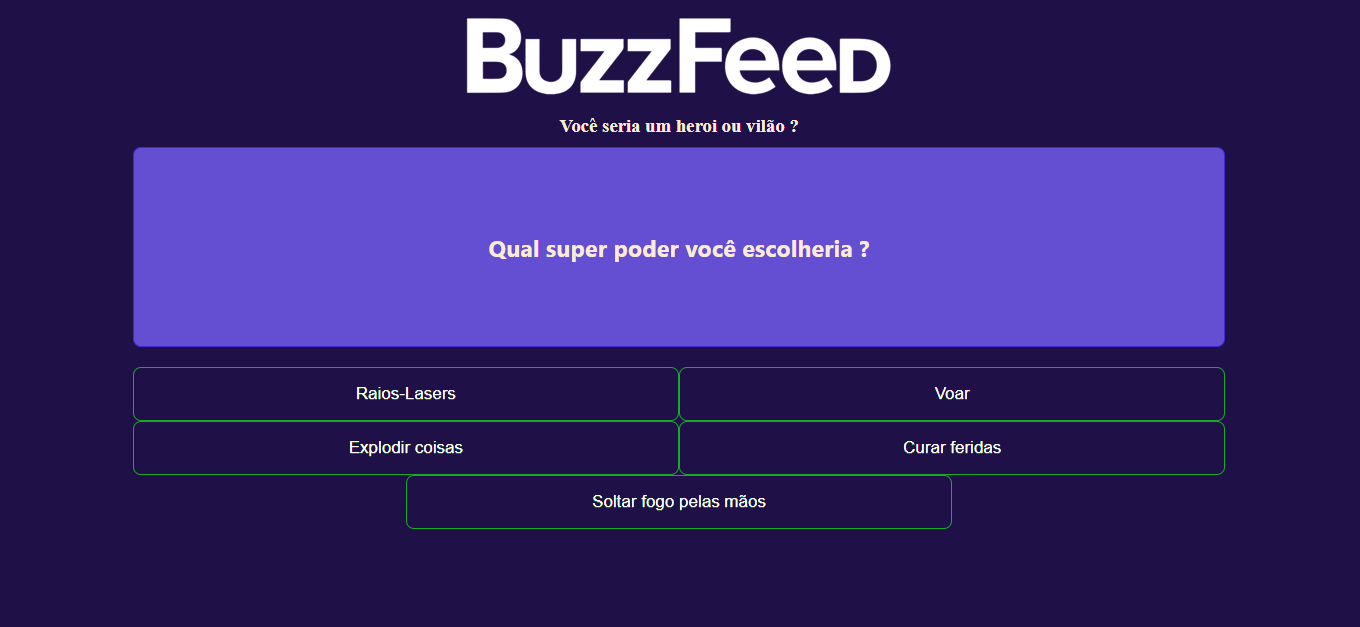 BuzzFeed
Você seria um heroi ou vilão ?
Qual super poder você escolheria ?
Raios-Lasers
Voar
Explodir coisas
Curar feridas
Soltar fogo pelas mãos